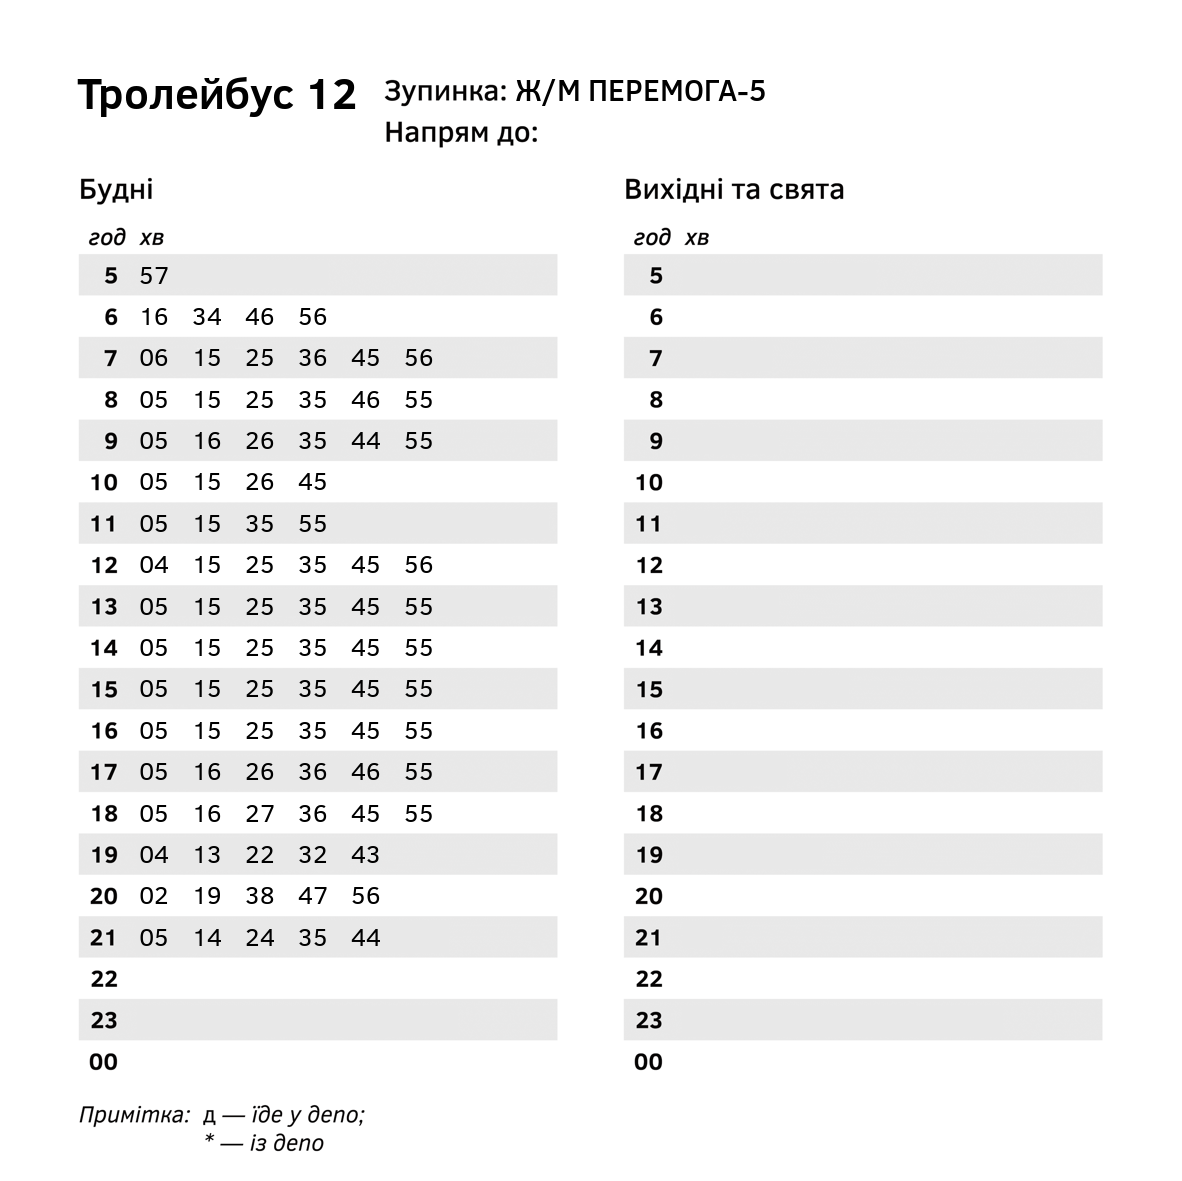 Тролейбус 12
Зупинка: Ж/М ПЕРЕМОГА-5
Напрям до:
Будні
год хв
5 57
6 16 34 46 56
7 06 15 25 36 45 56
8 05 15 25 35 46 55
9 05 16 26 35 44 55
10 05 15 26 45
11 05 15 35 55
12 04 15 25 35 45 56
13 05 15 25 35 45 55
14 05 15 25 35 45 55
15 05 15 25 35 45 55
16 05 15 25 35 45 55
17 05 16 26 36 46 55
18 05 16 27 36 45 55
19 04 13 22 32 43
20 02 19 38 47 56
21 05 14 24 35 44
22
23
00
Вихідні та свята
год хв
5
6
7
8
9
10
11
12
13
14
15
16
17
18
19
20
21
22
23
00
Примітка: д — їде у депо;
* — із депо